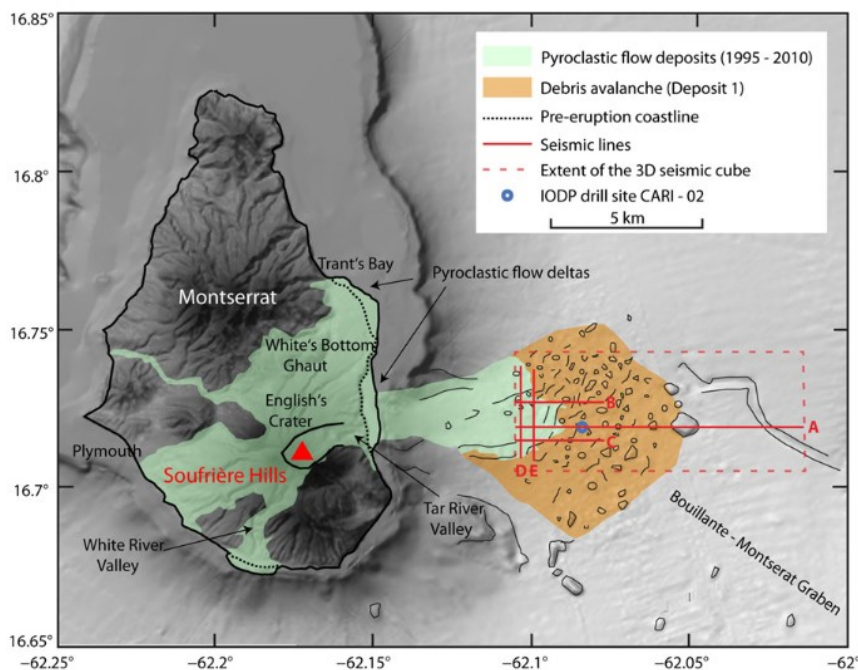 16.85°
16.8°
16.75°
16.7°
16.65°
−62.25
−62.2°
−62.15°
−62.1°
−62.05°
−62°
Pyroclastic flow deposits (1995 - 2010)
Debris avalanche (Deposit 1)
Pre-eruption coastline
Seismic lines
Extent of the 3D seismic cube
IODP drill site CARI - 02
5 km
Trant's Bay
Pyroclastic flow deltas
Montserrat
White's Bottom
Ghaut
English's
Crater
Plymouth
Soufrière Hills
White River
Valley
Tar River
Valley
B
A
C
D E
Bouillante - Montserat Graben